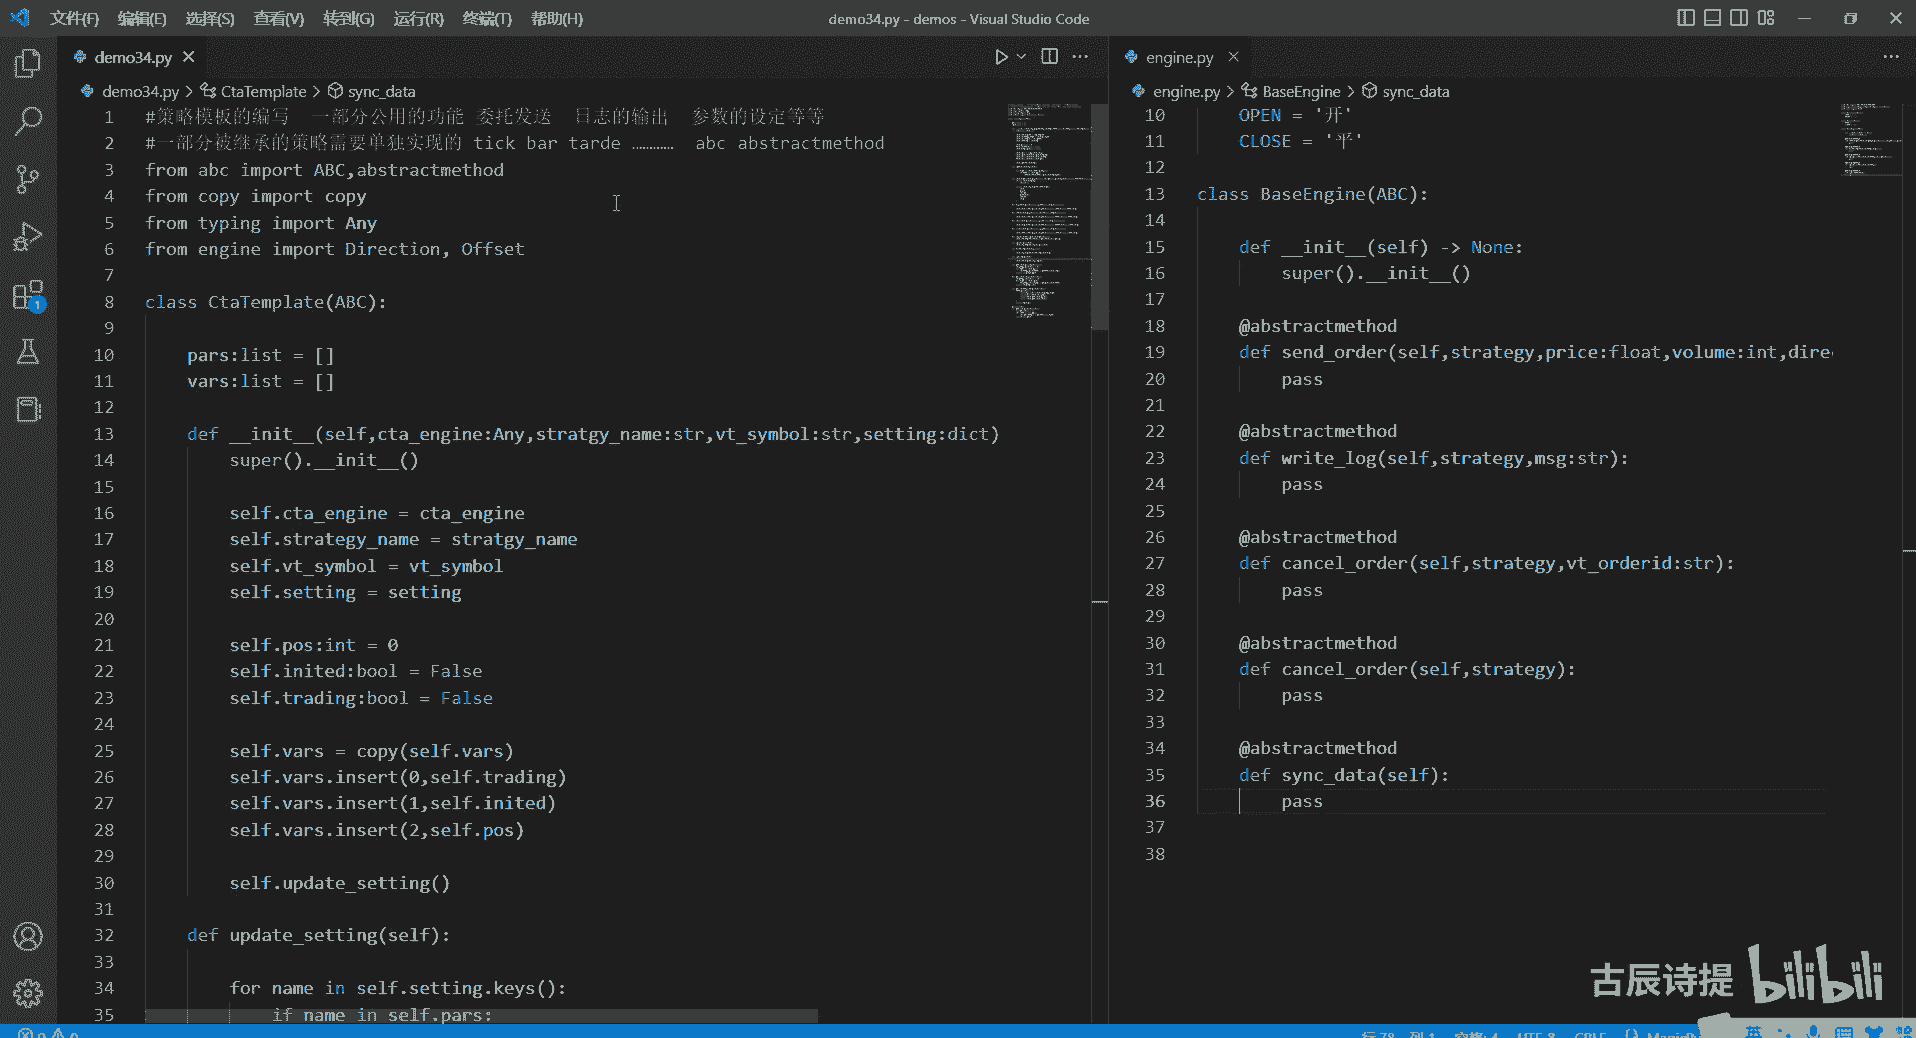 文件(F) 编辑(E) 选择(S) 查看(V) 转到(G) 运行(R) 终端(T) 帮助(H)
demo34.py - demos - Visual Studio Code
demo34.py
demo34.py > CtaTemplate > sync_data
1 #策略模板的编写 一部分公用的功能 委托发送 日志的输出 参数的设定等等
2 #一部分被继承的策略需要单独实现的 tick bar tarde ………… abc abstractmethod
3 from abc import ABC,abstractmethod
4 from copy import copy
5 from typing import Any
6 from engine import Direction, Offset
7
8 class CtaTemplate(ABC):
9
10 pars:list = []
11 vars:list = []
12
13 def __init__(self,cta_engine:Any,stratgy_name:str,vt_symbol:str,setting:dict)
14 super().__init__()
15
16 self.cta_engine = cta_engine
17 self.strategy_name = stratgy_name
18 self.vt_symbol = vt_symbol
19 self.setting = setting
20
21 self.pos:int = 0
22 self.inited:bool = False
23 self.trading:bool = False
24
25 self.vars = copy(self.vars)
26 self.vars.insert(0,self.trading)
27 self.vars.insert(1,self.inited)
28 self.vars.insert(2,self.pos)
29
30 self.update_setting()
31
32 def update_setting(self):
33
34 for name in self.setting.keys():
35 if name in self.pars:
engine.py
engine.py > BaseEngine > sync_data
10 OPEN = '开'
11 CLOSE = '平'
12
13 class BaseEngine(ABC):
14
15 def __init__(self) -> None:
16 super().__init__()
17
18 @abstractmethod
19 def send_order(self,strategy,price:float,volume:int,dire
20 pass
21
22 @abstractmethod
23 def write_log(self,strategy,msg:str):
24 pass
25
26 @abstractmethod
27 def cancel_order(self,strategy,vt_orderid:str):
28 pass
29
30 @abstractmethod
31 def cancel_order(self,strategy):
32 pass
33
34 @abstractmethod
35 def sync_data(self):
36 pass
37
38
1
古辰诗提 bilibili